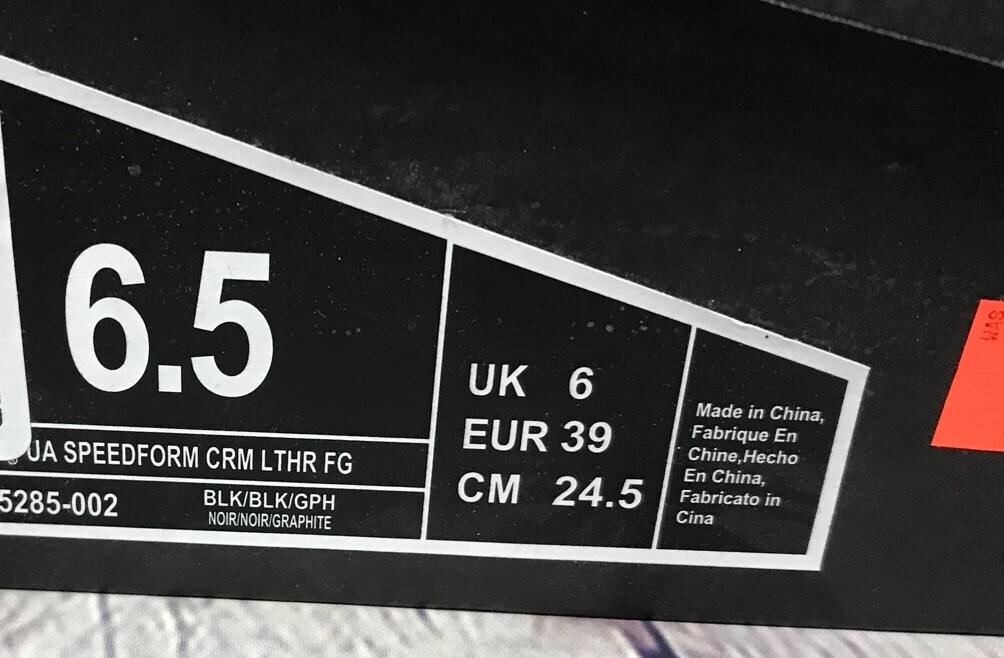 6.5
UA SPEEDFORM CRM LTHR FG
5285-002
BLK/BLK/GPH
NOIR/NOIR/GRAPHITE
UK 6
EUR 39
CM 24.5
Made in China,
Fabrique En
Chine,Hecho
En China,
Fabricato in
Cina